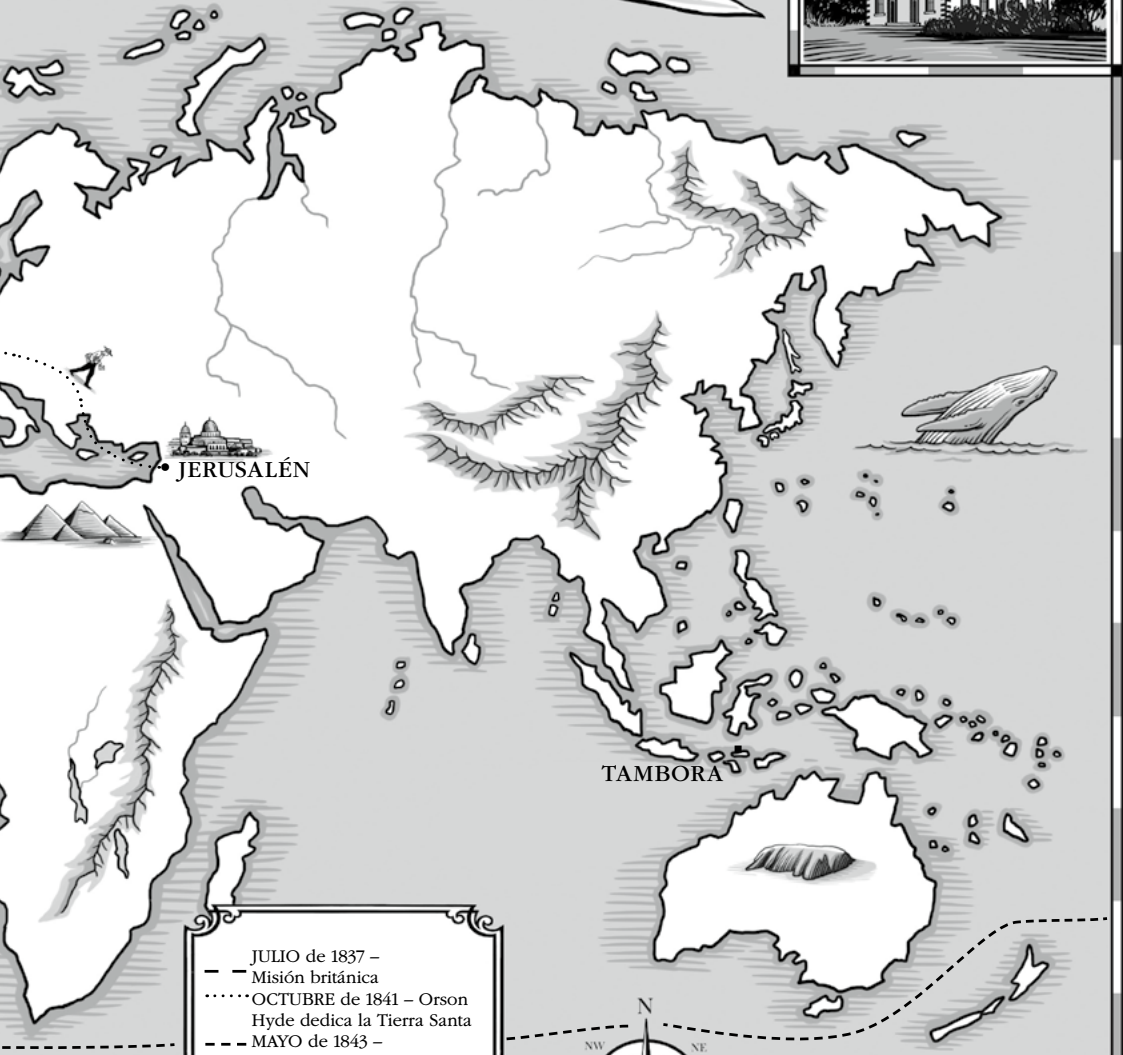 JERUSALÉN
TAMBORA
JULIO de 1837 –
Misión británica
OCTUBRE de 1841 – Orson
Hyde dedica la Tierra Santa
MAYO de 1843 –
N
NW
NE